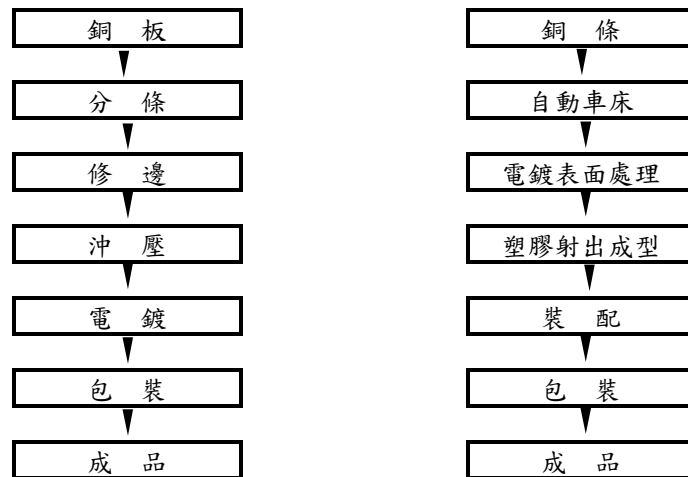 銅 板
分 條
修 邊
沖 壓
電 鍍
包 裝
成 品
銅 條
自動車床
電鍍表面處理
塑膠射出成型
裝 配
包 裝
成 品